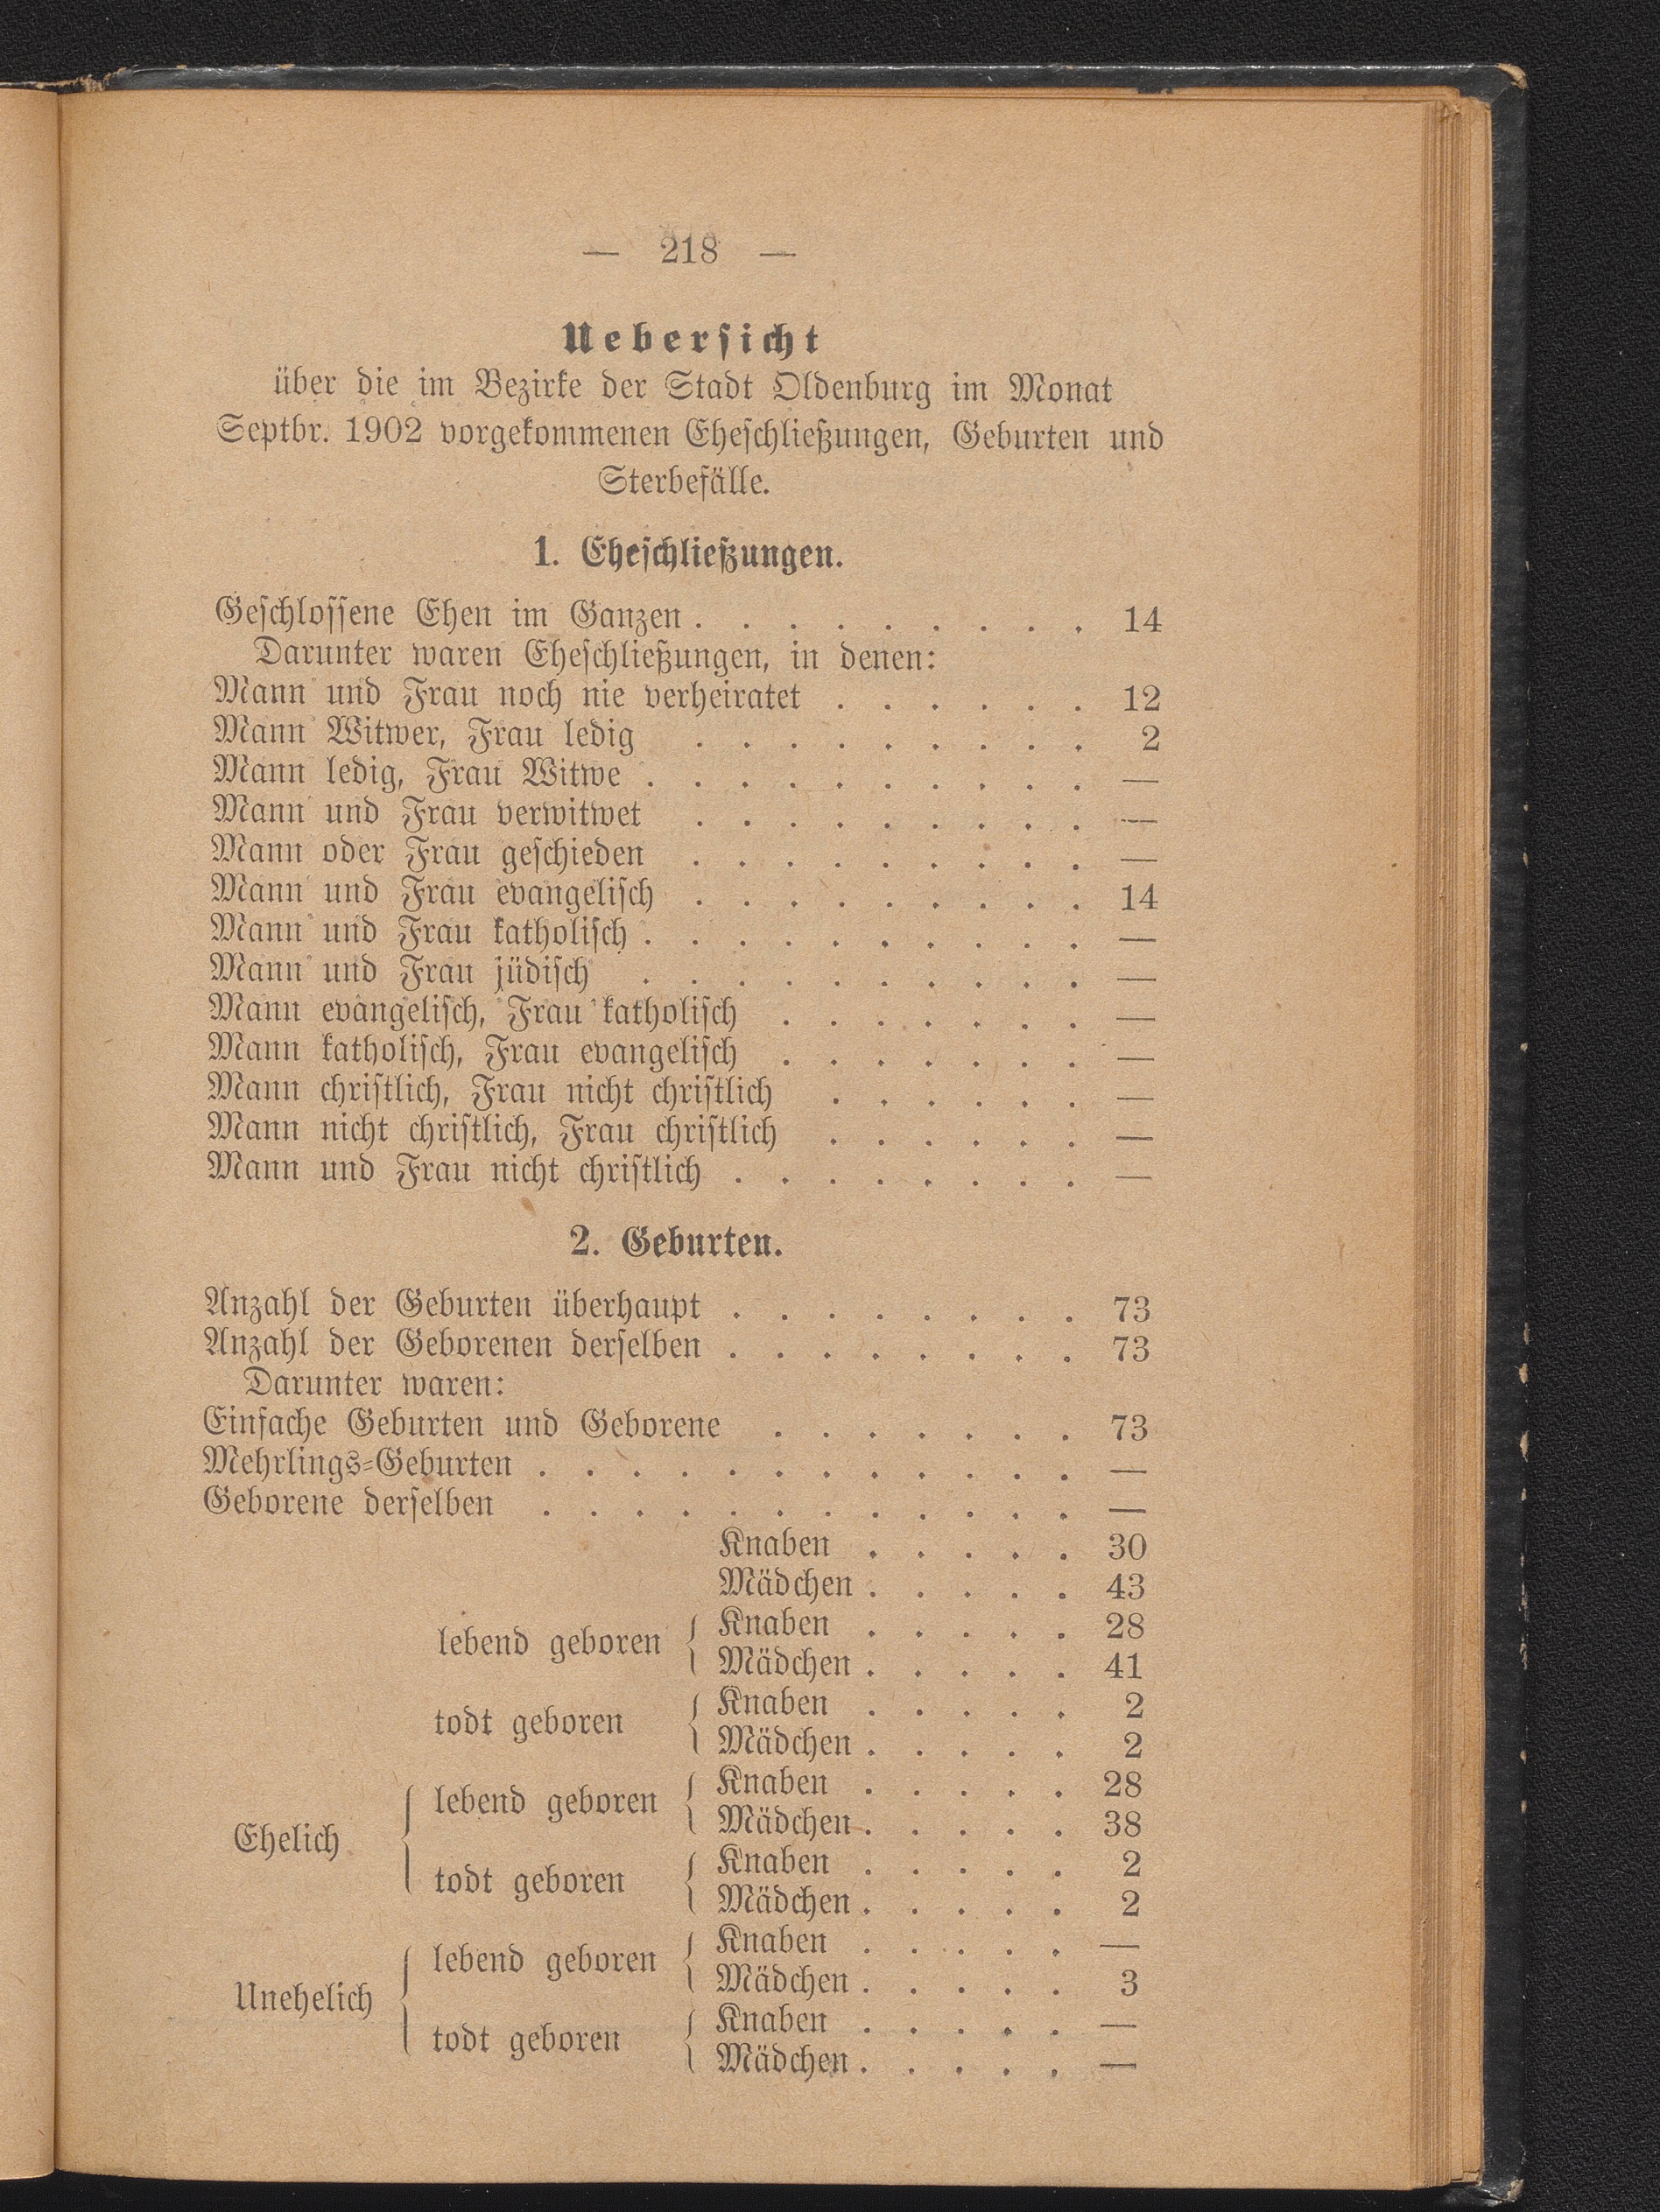 — 218 —
Uebersicht
über die im Bezirke der Stadt Oldenburg im Monat
Septbr. 1902 vorgekommenen Eheschließungen, Geburten und
Sterbefälle.
1. Eheschließungen.
Geschlossene Ehen im Ganzen . . . . . . . . . 14
Darunter waren Eheschließungen, in denen:
Mann und Frau noch nie verheiratet . . . . . . 12
Mann Witwer, Frau ledig . . . . . . . . . 2
Mann ledig, Frau Witwe . . . . . . . . . . —
Mann und Frau verwitwet . . . . . . . . . —
Mann oder Frau geschieden . . . . . . . . . —
Mann und Frau evangelisch . . . . . . . . . 14
Mann und Frau katholisch . . . . . . . . . . —
Mann und Frau jüdisch . . . . . . . . . . —
Mann evangelisch, Frau katholisch . . . . . . . —
Mann katholisch, Frau evangelisch . . . . . . . —
Mann christlich, Frau nicht christlich . . . . . . —
Mann nicht christlich, Frau christlich . . . . . . —
Mann und Frau nicht christlich . . . . . . . . —
2. Geburten.
Anzahl der Geburten überhaupt . . . . . . . . 73
Anzahl der Geborenen derselben . . . . . . . . 73
Darunter waren:
Einfache Geburten und Geborene . . . . . . . 73
Mehrlings-Geburten . . . . . . . . . . . . —
Geborene derselben . . . . . . . . . . . . —
Knaben . . . . . 30
Mädchen . . . . . 43
lebend geboren { Knaben . . . . . 28
Mädchen . . . . . 41
todt geboren { Knaben . . . . . 2
Mädchen . . . . . 2
Ehelich { lebend geboren { Knaben . . . . . 28
Mädchen . . . . . 38
todt geboren { Knaben . . . . . 2
Mädchen . . . . . 2
Unehelich { lebend geboren { Knaben . . . . . —
Mädchen . . . . . 3
todt geboren { Knaben . . . . . —
Mädchen . . . . . —